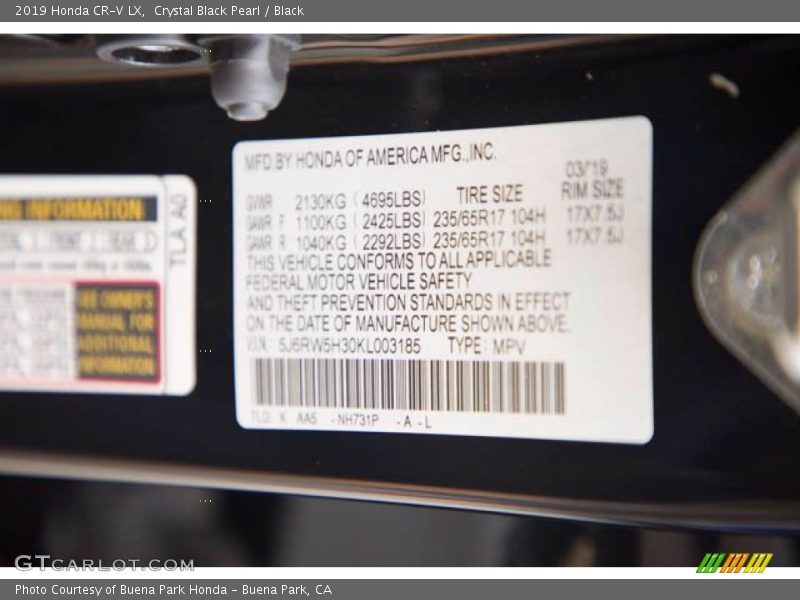 2019 Honda CR-V LX, Crystal Black Pearl / Black
MFD.BY HONDA OF AMERICA MFG.,INC.
03/19
GVWR 2130KG (4695LBS) TIRE SIZE RIM SIZE
GAWR F 1100KG (2425LBS) 235/65R17 104H 17X7.5J
GAWR R 1040KG (2292LBS) 235/65R17 104H 17X7.5J
THIS VEHICLE CONFORMS TO ALL APPLICABLE
FEDERAL MOTOR VEHICLE SAFETY
AND THEFT PREVENTION STANDARDS IN EFFECT
ON THE DATE OF MANUFACTURE SHOWN ABOVE.
V.I.N.: 5J6RW5H30KL003185 TYPE: MPV
TLG K AA5 - NH731P - A - L
INFORMATION
FRONT REAR
TLA A0
SEE OWNER'S
MANUAL FOR
ADDITIONAL
INFORMATION
GTCARLOT.COM
Photo Courtesy of Buena Park Honda - Buena Park, CA